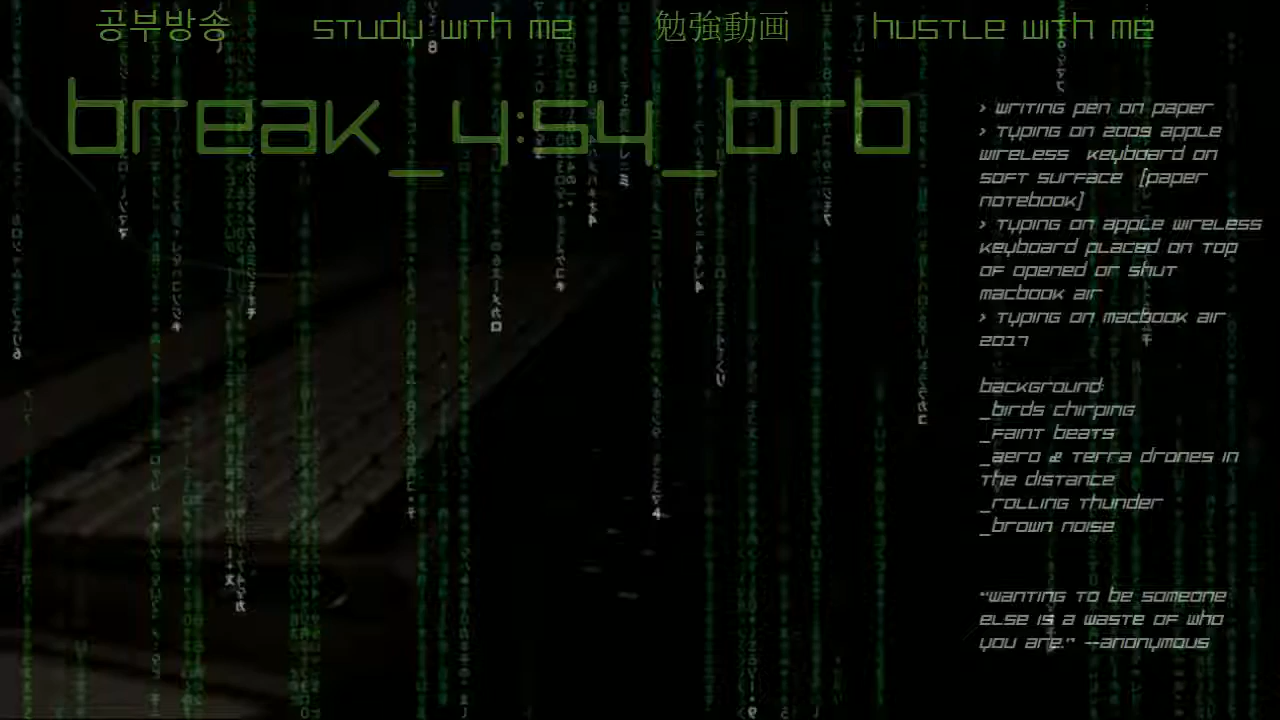 공부방송 study with me 勉強動画 hustle with me
break_4:54_brb
> writing pen on paper
> typing on 2009 apple
wireless keyboard on
soft surface [paper
notebook]
> typing on apple wireless
keyboard placed on top
of opened or shut
macbook air
> typing on macbook air
2017
background:
_birds chirping
_faint beats
_aero & terra drones in
the distance
_rolling thunder
_brown noise
"wanting to be someone
else is a waste of who
you are." --anonymous